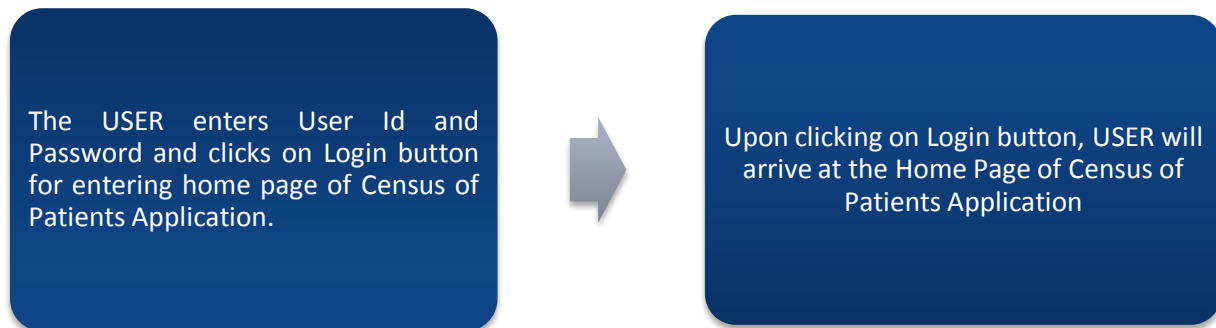 The USER enters User Id and
Password and clicks on Login button
for entering home page of Census of
Patients Application.
Upon clicking on Login button, USER will
arrive at the Home Page of Census of
Patients Application